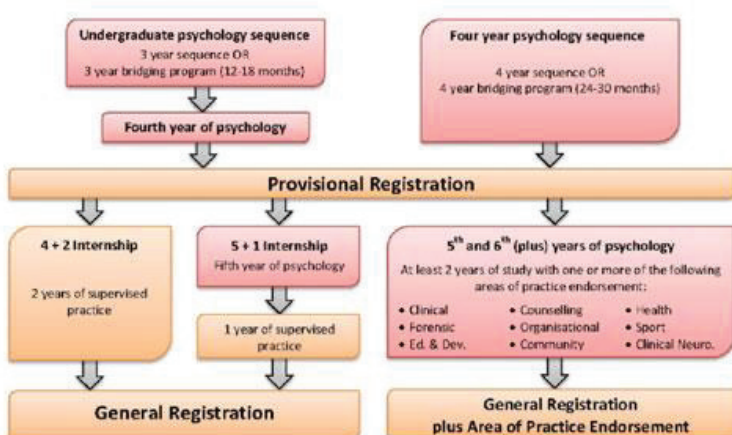 Undergraduate psychology sequence
3 year sequence OR
3 year bridging program (12-18 months)
Fourth year of psychology
Four year psychology sequence
4 year sequence OR
4 year bridging program (24-30 months)
Provisional Registration
4 + 2 Internship
2 years of supervised
practice
5 + 1 Internship
Fifth year of psychology
1 year of supervised
practice
5th and 6th (plus) years of psychology
At least 2 years of study with one or more of the following
areas of practice endorsement:
• Clinical
• Forensic
• Ed. & Dev.
• Counselling
• Organisational
• Community
• Health
• Sport
• Clinical Neuro.
General Registration
General Registration
plus Area of Practice Endorsement